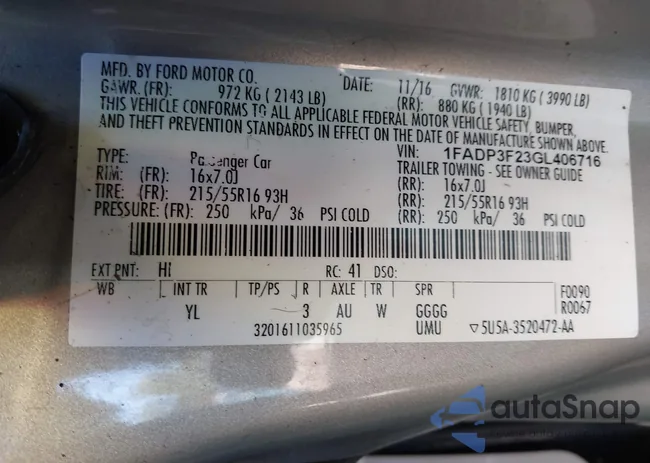 MFD. BY FORD MOTOR CO. DATE: 11/16 GVWR: 1810 KG ( 3990 LB)
GAWR: (FR): 972 KG ( 2143 LB) (RR): 880 KG ( 1940 LB)
THIS VEHICLE CONFORMS TO ALL APPLICABLE FEDERAL MOTOR VEHICLE SAFETY, BUMPER,
AND THEFT PREVENTION STANDARDS IN EFFECT ON THE DATE OF MANUFACTURE SHOWN ABOVE.
VIN: 1FADP3F23GL406716
TYPE: Passenger Car TRAILER TOWING - SEE OWNER GUIDE
RIM: (FR): 16x7.0J (RR): 16x7.0J
TIRE: (FR): 215/55R16 93H (RR): 215/55R16 93H
PRESSURE: (FR): 250 kPa/ 36 PSI COLD (RR): 250 kPa/ 36 PSI COLD
EXT PNT: HI RC: 41 DSO:
WB INT TR TP/PS R AXLE TR SPR F0090
YL 3 AU W GGGG R0067
3201611035965 UMU ▽5U5A-3520472-AA
autoSnap